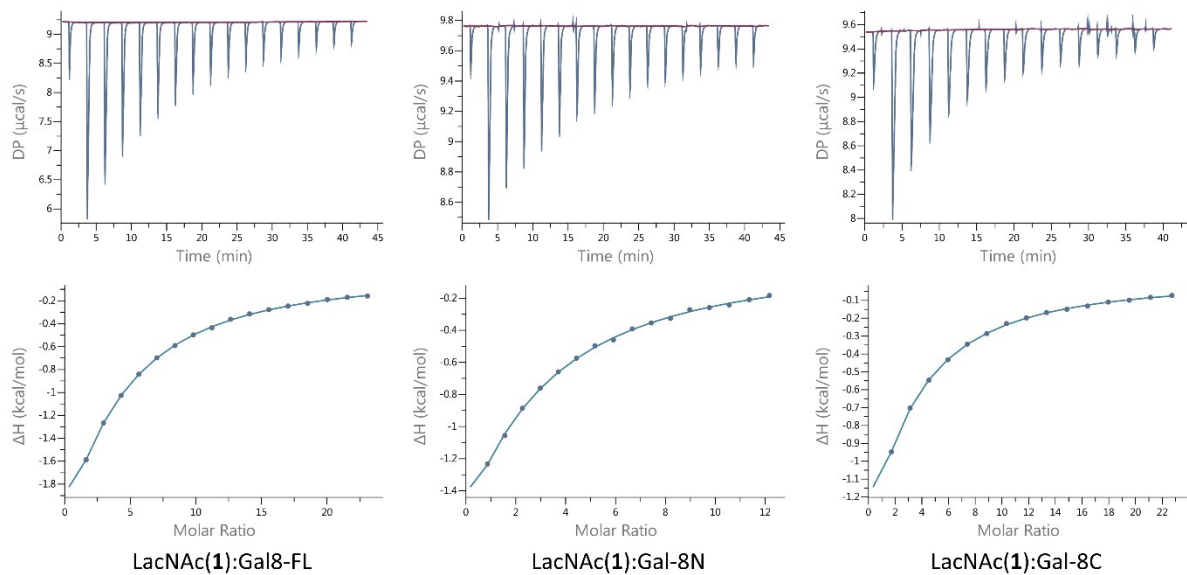 DP (μcal/s)
9
8.5
8
7.5
7
6.5
6
0 5 10 15 20 25 30 35 40 45
Time (min)
DP (μcal/s)
9.8
9.6
9.4
9.2
9
8.8
8.6
0 5 10 15 20 25 30 35 40 45
Time (min)
DP (μcal/s)
9.6
9.4
9.2
9
8.8
8.6
8.4
8.2
8
0 5 10 15 20 25 30 35 40
Time (min)
ΔH (kcal/mol)
-0.2
-0.4
-0.6
-0.8
-1
-1.2
-1.4
-1.6
-1.8
0 5 10 15 20
Molar Ratio
LacNAc(1):Gal8-FL
ΔH (kcal/mol)
-0.2
-0.4
-0.6
-0.8
-1
-1.2
-1.4
0 2 4 6 8 10 12
Molar Ratio
LacNAc(1):Gal-8N
ΔH (kcal/mol)
-0.1
-0.2
-0.3
-0.4
-0.5
-0.6
-0.7
-0.8
-0.9
-1
-1.1
-1.2
0 2 4 6 8 10 12 14 16 18 20 22
Molar Ratio
LacNAc(1):Gal-8C